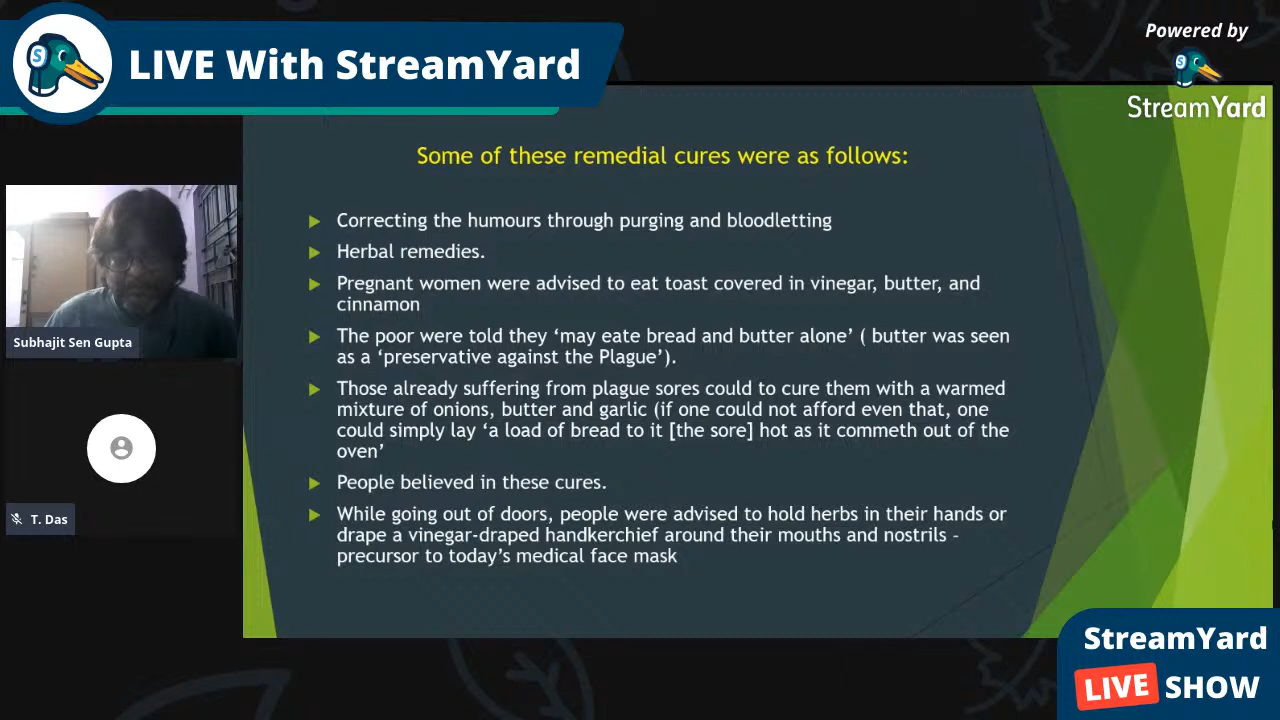 S
LIVE With StreamYard
Powered by
S
StreamYard
Some of these remedial cures were as follows:
Correcting the humours through purging and bloodletting
Herbal remedies.
Pregnant women were advised to eat toast covered in vinegar, butter, and
cinnamon
The poor were told they ‘may eate bread and butter alone’ ( butter was seen
as a ‘preservative against the Plague’).
Those already suffering from plague sores could to cure them with a warmed
mixture of onions, butter and garlic (if one could not afford even that, one
could simply lay ‘a load of bread to it [the sore] hot as it commeth out of the
oven’
People believed in these cures.
While going out of doors, people were advised to hold herbs in their hands or
drape a vinegar-draped handkerchief around their mouths and nostrils -
precursor to today’s medical face mask
Subhajit Sen Gupta
T. Das
StreamYard
LIVE SHOW